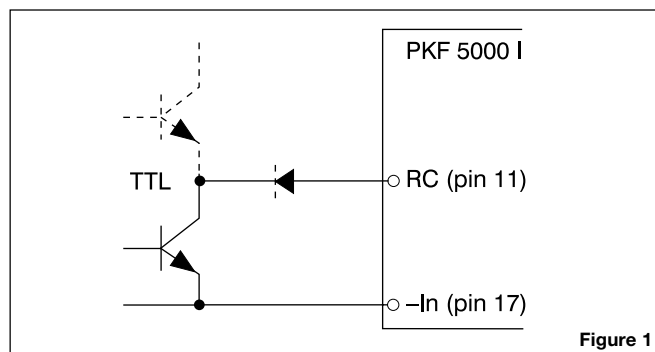 PKF 5000 I
TTL
RC (pin 11)
–In (pin 17)
Figure 1